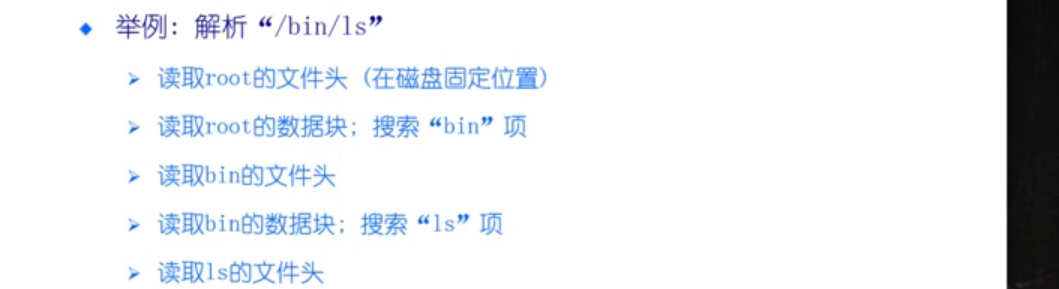 举例：解析“/bin/ls”
读取root的文件头（在磁盘固定位置）
读取root的数据块；搜索“bin”项
读取bin的文件头
读取bin的数据块；搜索“ls”项
读取ls的文件头